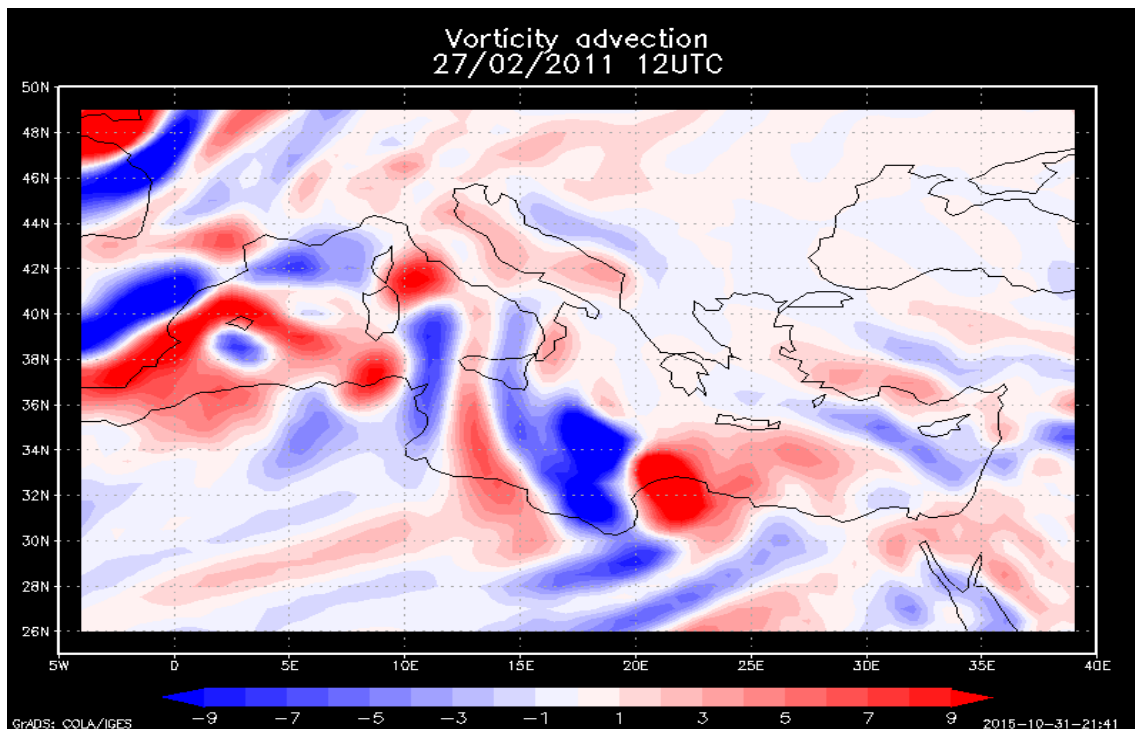 Vorticity advection
27/02/2011 12UTC
50N
48N
46N
44N
42N
40N
38N
36N
34N
32N
30N
28N
26N
5W 0 5E 10E 15E 20E 25E 30E 35E 40E
-9 -7 -5 -3 -1 1 3 5 7 9
GrADS: COLA/IGES 2015-10-31-21:41